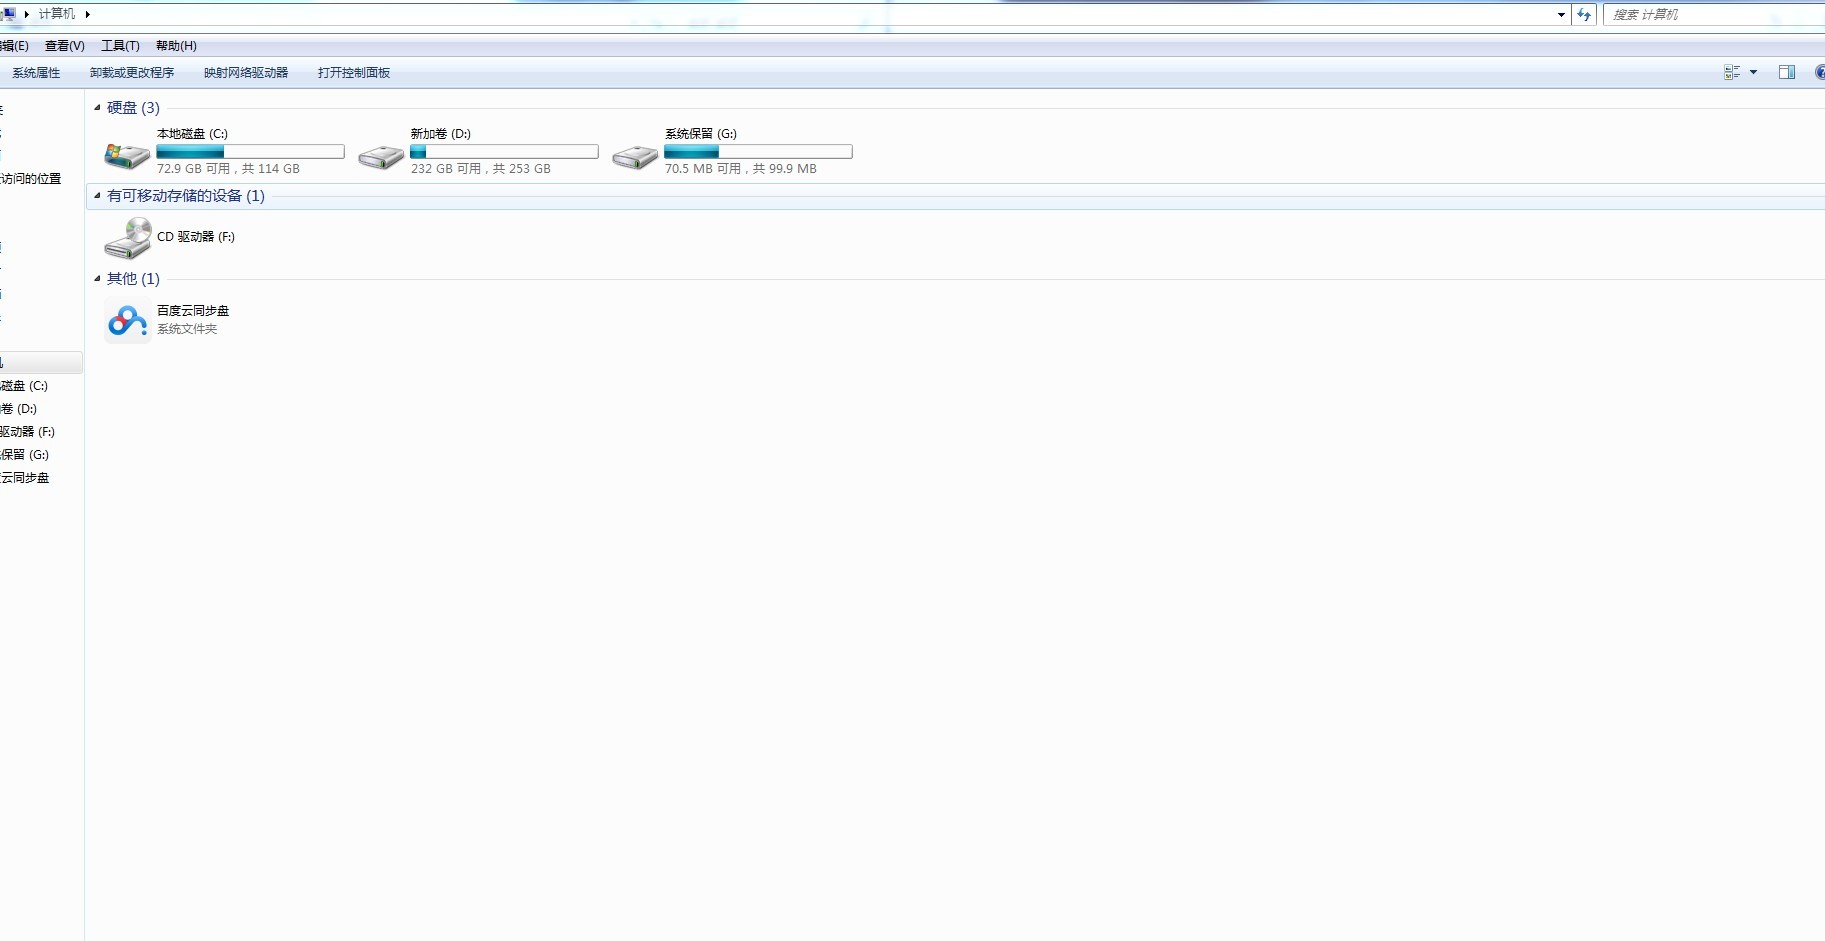 计算机
搜索 计算机
辑(E) 查看(V) 工具(T) 帮助(H)
系统属性 卸载或更改程序 映射网络驱动器 打开控制面板
硬盘 (3)
本地磁盘 (C:)
72.9 GB 可用，共 114 GB
新加卷 (D:)
232 GB 可用，共 253 GB
系统保留 (G:)
70.5 MB 可用，共 99.9 MB
有可移动存储的设备 (1)
CD 驱动器 (F:)
其他 (1)
百度云同步盘
系统文件夹
访问的位置
磁盘 (C:)
卷 (D:)
驱动器 (F:)
保留 (G:)
云同步盘